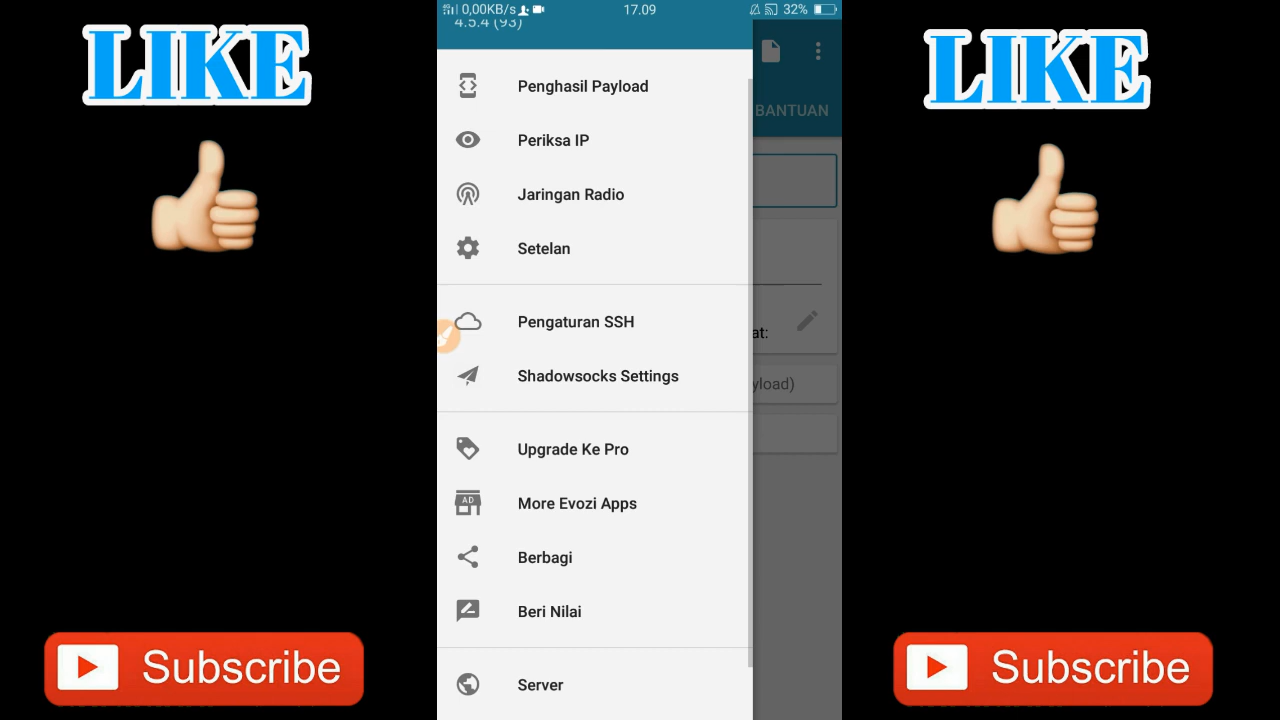 LIKE
Subscribe
0,00KB/s
17.09
32%
4.5.4 (93)
Penghasil Payload
Periksa IP
Jaringan Radio
Setelan
Pengaturan SSH
Shadowsocks Settings
Upgrade Ke Pro
AD
More Evozi Apps
Berbagi
Beri Nilai
Server
BANTUAN
at:
yload)
LIKE
Subscribe